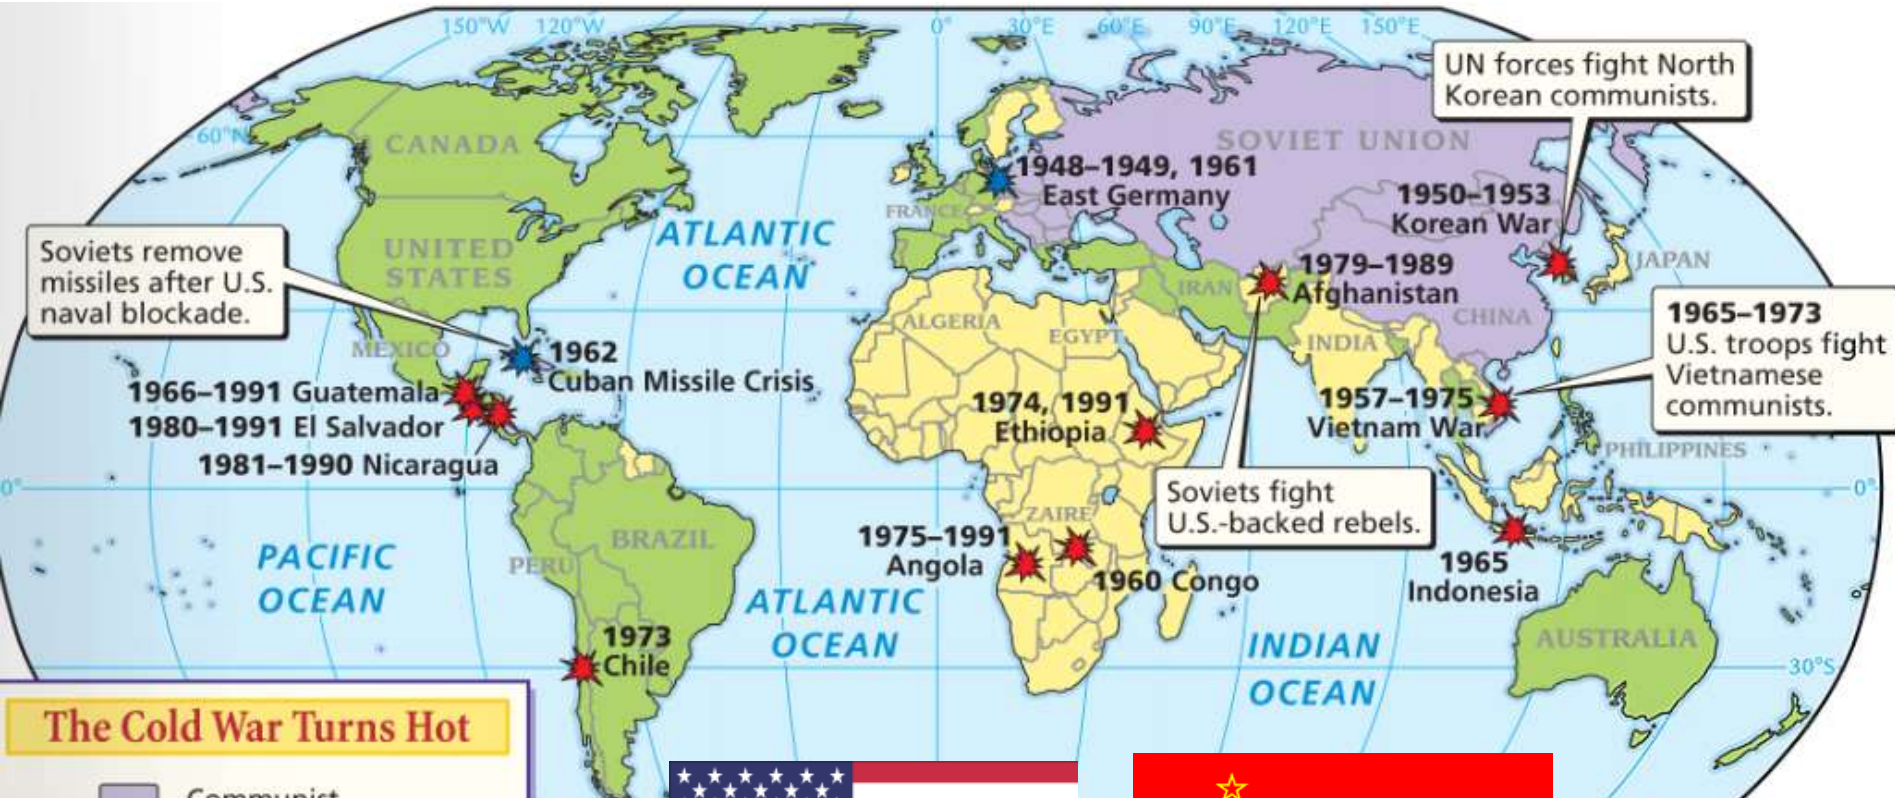 150°W 120°W 0° 30°E 60°E 90°E 120°E 150°E
UN forces fight North
Korean communists.
60°N
CANADA
SOVIET UNION
1948–1949, 1961
East Germany
1950–1953
Korean War
FRANCE
ATLANTIC
OCEAN
UNITED
STATES
Soviets remove
missiles after U.S.
naval blockade.
JAPAN
1979–1989
Afghanistan
IRAN
CHINA
ALGERIA
EGYPT
INDIA
MEXICO
1965–1973
U.S. troops fight
Vietnamese
communists.
1962
Cuban Missile Crisis
1966–1991 Guatemala
1980–1991 El Salvador
1981–1990 Nicaragua
1974, 1991
Ethiopia
1957–1975
Vietnam War
PHILIPPINES
0°
0°
Soviets fight
U.S.-backed rebels.
ZAIRE
BRAZIL
PERU
PACIFIC
OCEAN
1975–1991
Angola
1960 Congo
1965
Indonesia
ATLANTIC
OCEAN
INDIAN
OCEAN
AUSTRALIA
1973
Chile
30°S
The Cold War Turns Hot
Communist